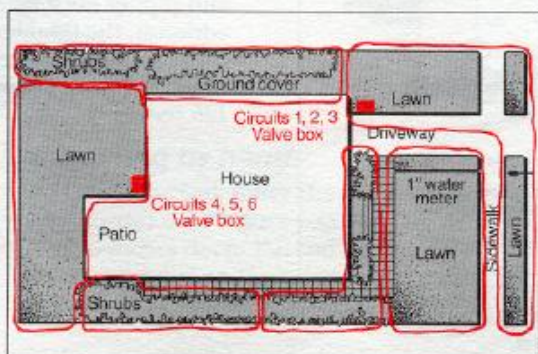 Shrubs
Ground cover
Lawn
Circuits 1, 2, 3
Valve box
Driveway
Lawn
House
1" water
meter
Circuits 4, 5, 6
Valve box
Patio
Lawn
Sidewalk
Lawn
Shrubs